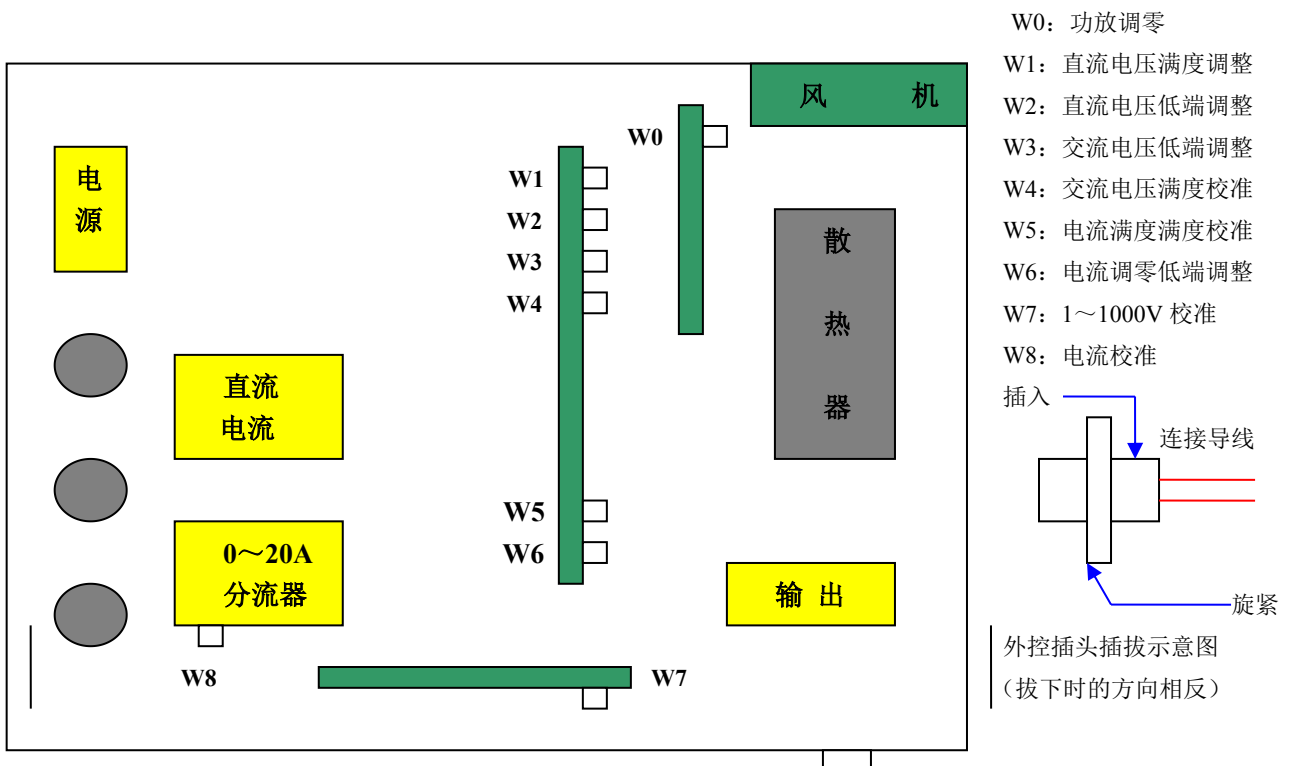 W0：功放调零
W1：直流电压满度调整
W2：直流电压低端调整
W3：交流电压低端调整
W4：交流电压满度校准
W5：电流满度满度校准
W6：电流调零低端调整
W7：1～1000V 校准
W8：电流校准
风 机
W0
电
源
W1
W2
W3
W4
散
热
器
直流
电流
W5
W6
0～20A
分流器
输 出
W8
W7
插入
连接导线
旋紧
外控插头插拔示意图
（拔下时的方向相反）